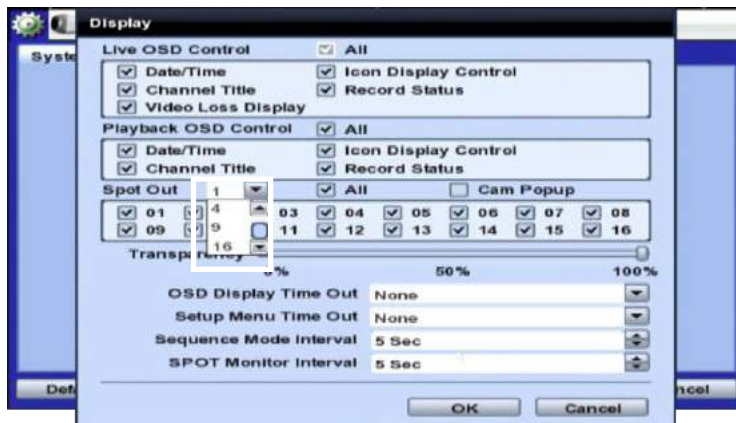 Display
Syste
Live OSD Control All
Date/Time Icon Display Control
Channel Title Record Status
Video Loss Display
Playback OSD Control All
Date/Time Icon Display Control
Channel Title Record Status
Spot Out 1 All Cam Popup
01 4 03 04 05 06 07 08
09 9 11 12 13 14 15 16
16
Transparency
0% 50% 100%
OSD Display Time Out None
Setup Menu Time Out None
Sequence Mode Interval 5 Sec
SPOT Monitor Interval 5 Sec
Defa ncel
OK Cancel